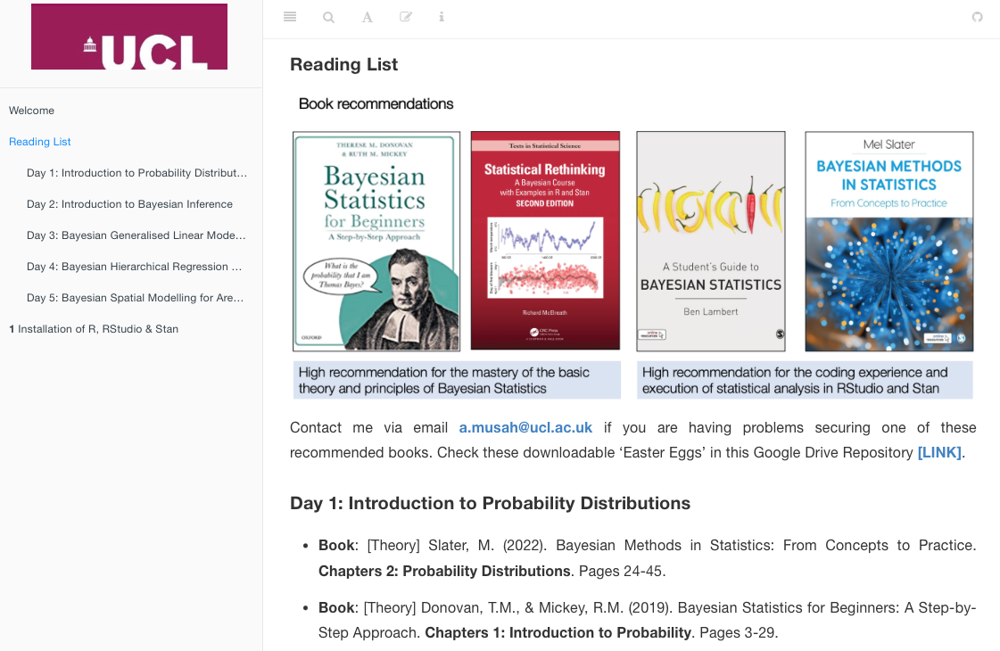 UCL
Welcome
Reading List
Day 1: Introduction to Probability Distribut…
Day 2: Introduction to Bayesian Inference
Day 3: Bayesian Generalised Linear Mode…
Day 4: Bayesian Hierarchical Regression …
Day 5: Bayesian Spatial Modelling for Are…
1 Installation of R, RStudio & Stan
Reading List
Book recommendations
THERESE M. DONOVAN
& RUTH M. MICKEY
Bayesian
Statistics
for Beginners
A Step-by-Step Approach
What is the
probability that I am
Thomas Bayes?
OXFORD
Texts in Statistical Science
Statistical Rethinking
A Bayesian Course
with Examples in R and Stan
SECOND EDITION
Richard McElreath
CRC Press
A Student's Guide to
BAYESIAN STATISTICS
Ben Lambert
online
resources
Mel Slater
BAYESIAN METHODS
IN STATISTICS
From Concepts to Practice
online
resources
High recommendation for the mastery of the basic
theory and principles of Bayesian Statistics
High recommendation for the coding experience and
execution of statistical analysis in RStudio and Stan
Contact me via email a.musah@ucl.ac.uk if you are having problems securing one of these
recommended books. Check these downloadable ‘Easter Eggs’ in this Google Drive Repository [LINK].
Day 1: Introduction to Probability Distributions
• Book: [Theory] Slater, M. (2022). Bayesian Methods in Statistics: From Concepts to Practice.
Chapters 2: Probability Distributions. Pages 24-45.
• Book: [Theory] Donovan, T.M., & Mickey, R.M. (2019). Bayesian Statistics for Beginners: A Step-by-
Step Approach. Chapters 1: Introduction to Probability. Pages 3-29.